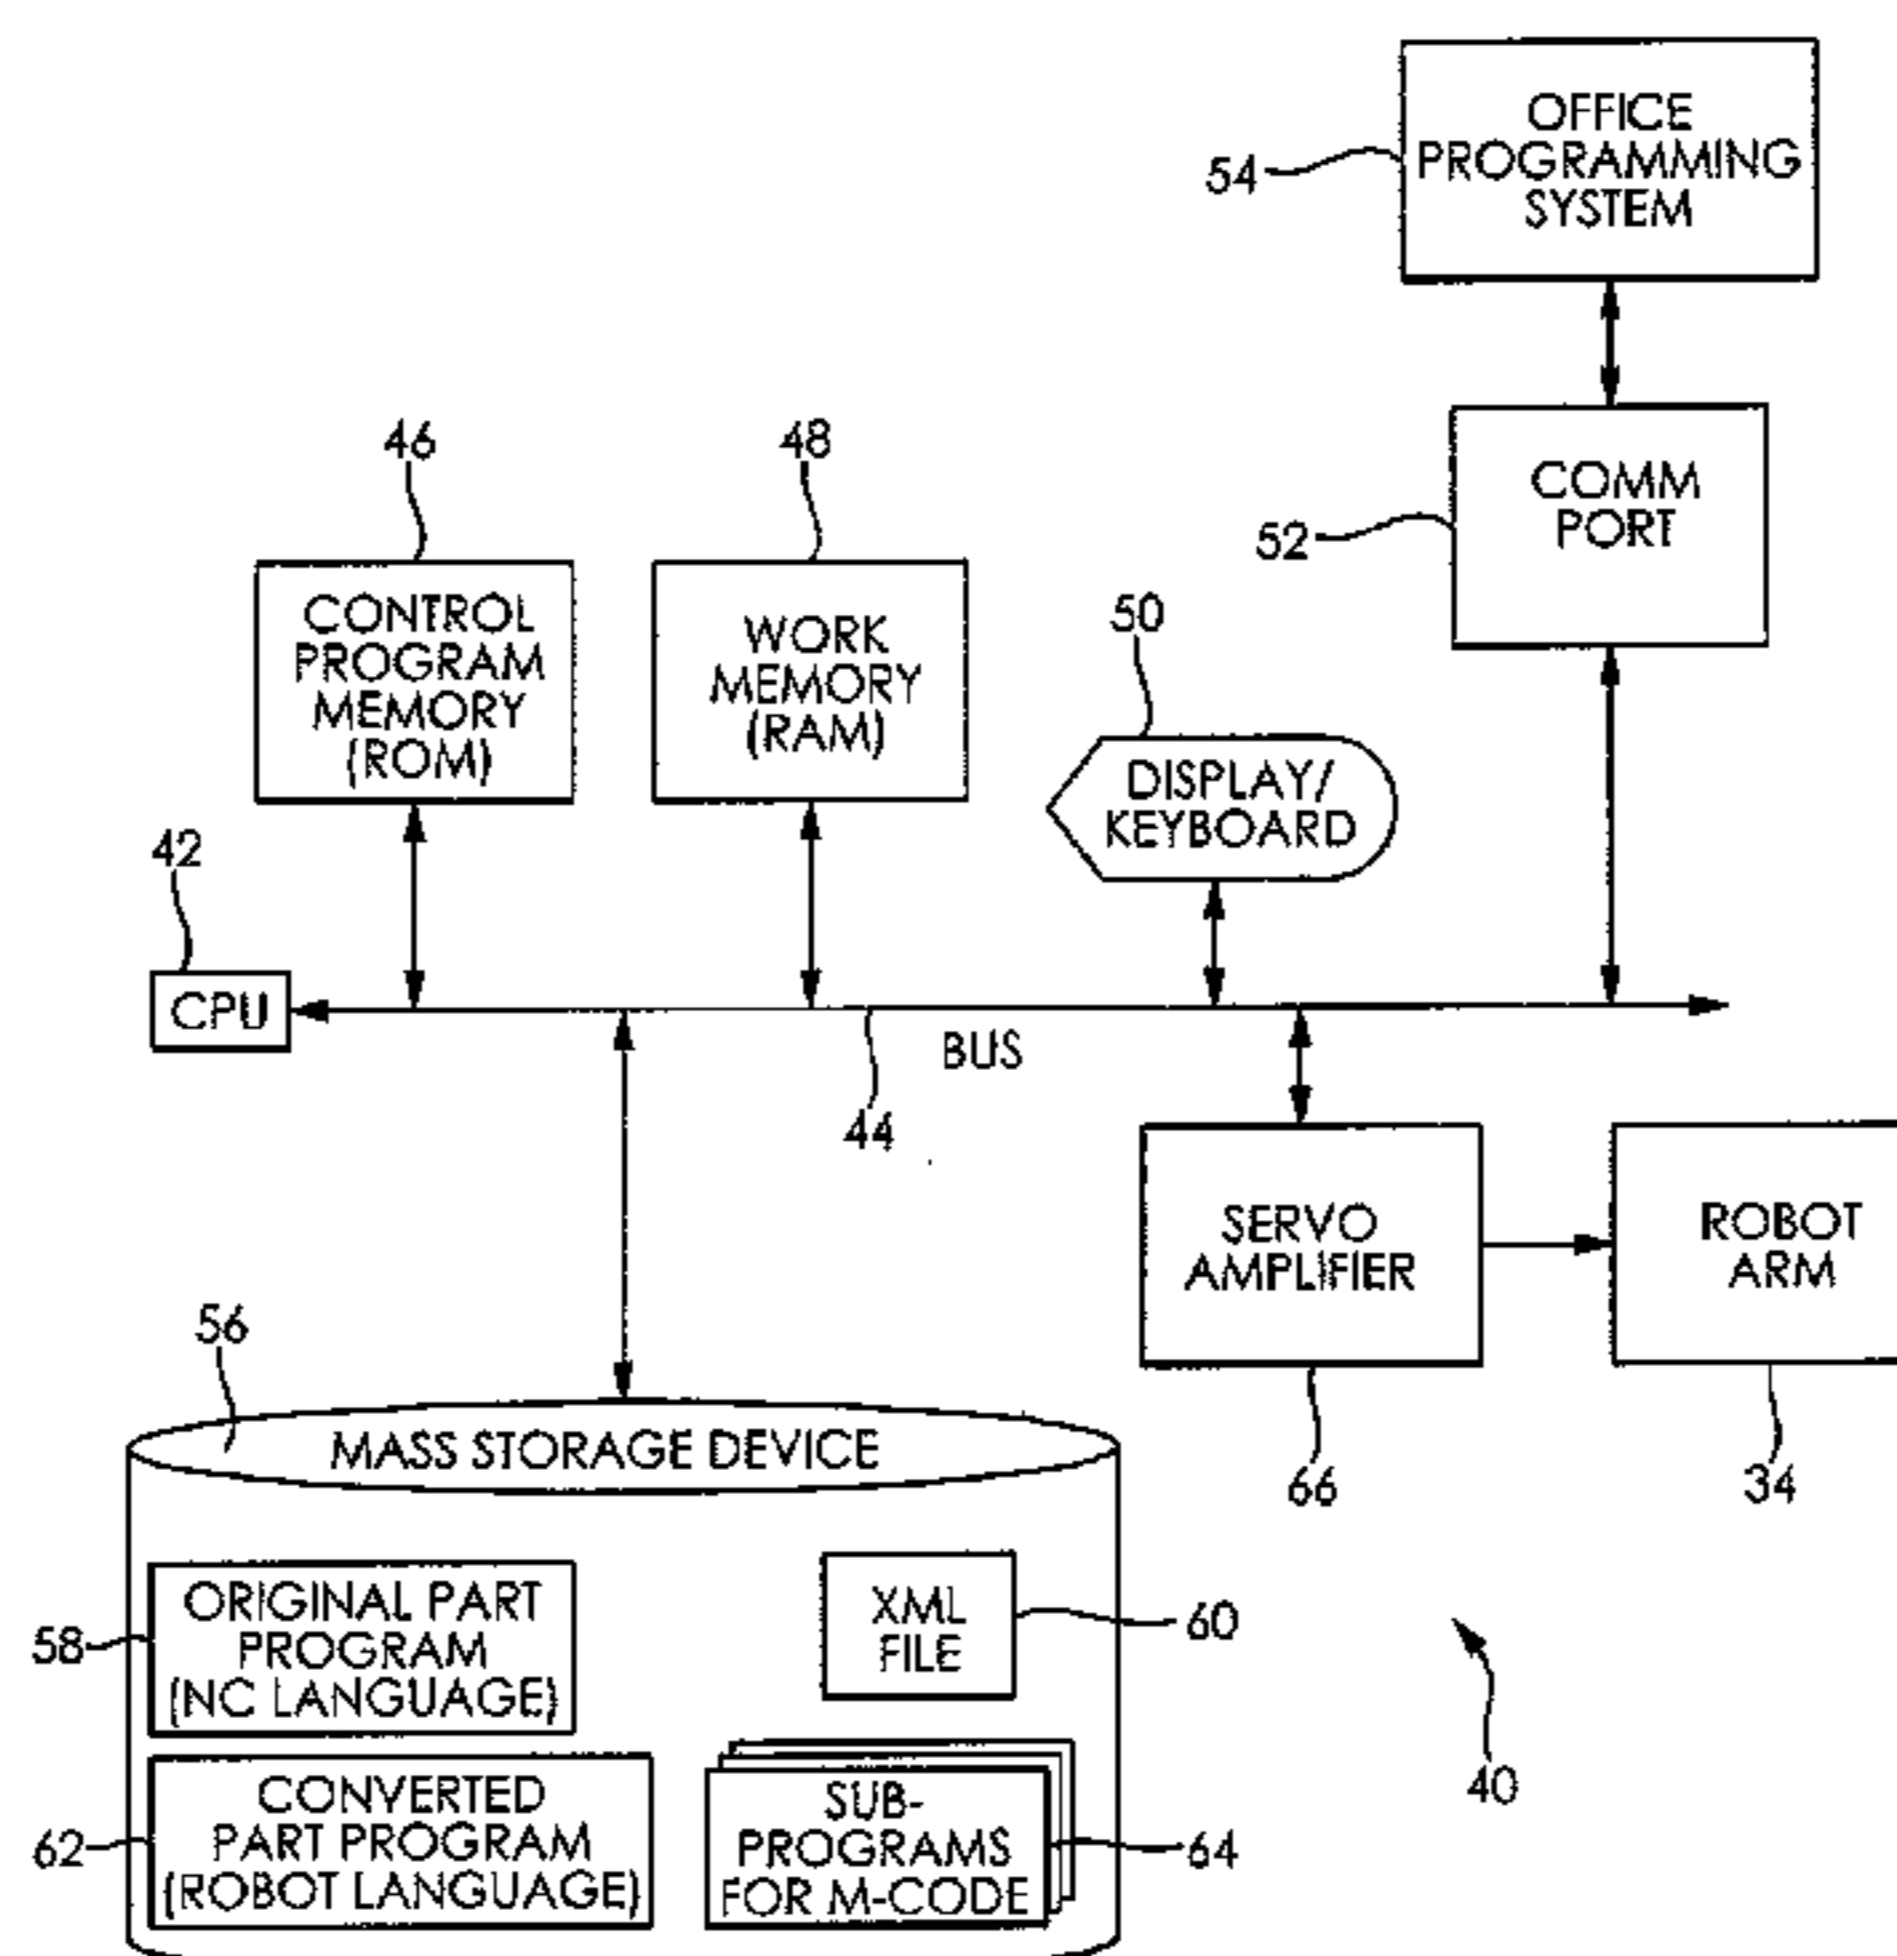 OFFICE
PROGRAMMING
SYSTEM
54
COMM
PORT
52
46
48
CONTROL
PROGRAM
MEMORY
(ROM)
WORK
MEMORY
(RAM)
50
DISPLAY/
KEYBOARD
42
CPU
BUS
44
SERVO
AMPLIFIER
ROBOT
ARM
66
34
56
MASS STORAGE DEVICE
ORIGINAL PART
PROGRAM
(NC LANGUAGE)
58
XML
FILE
60
CONVERTED
PART PROGRAM
(ROBOT LANGUAGE)
62
SUB-
PROGRAMS
FOR M-CODE
64
40